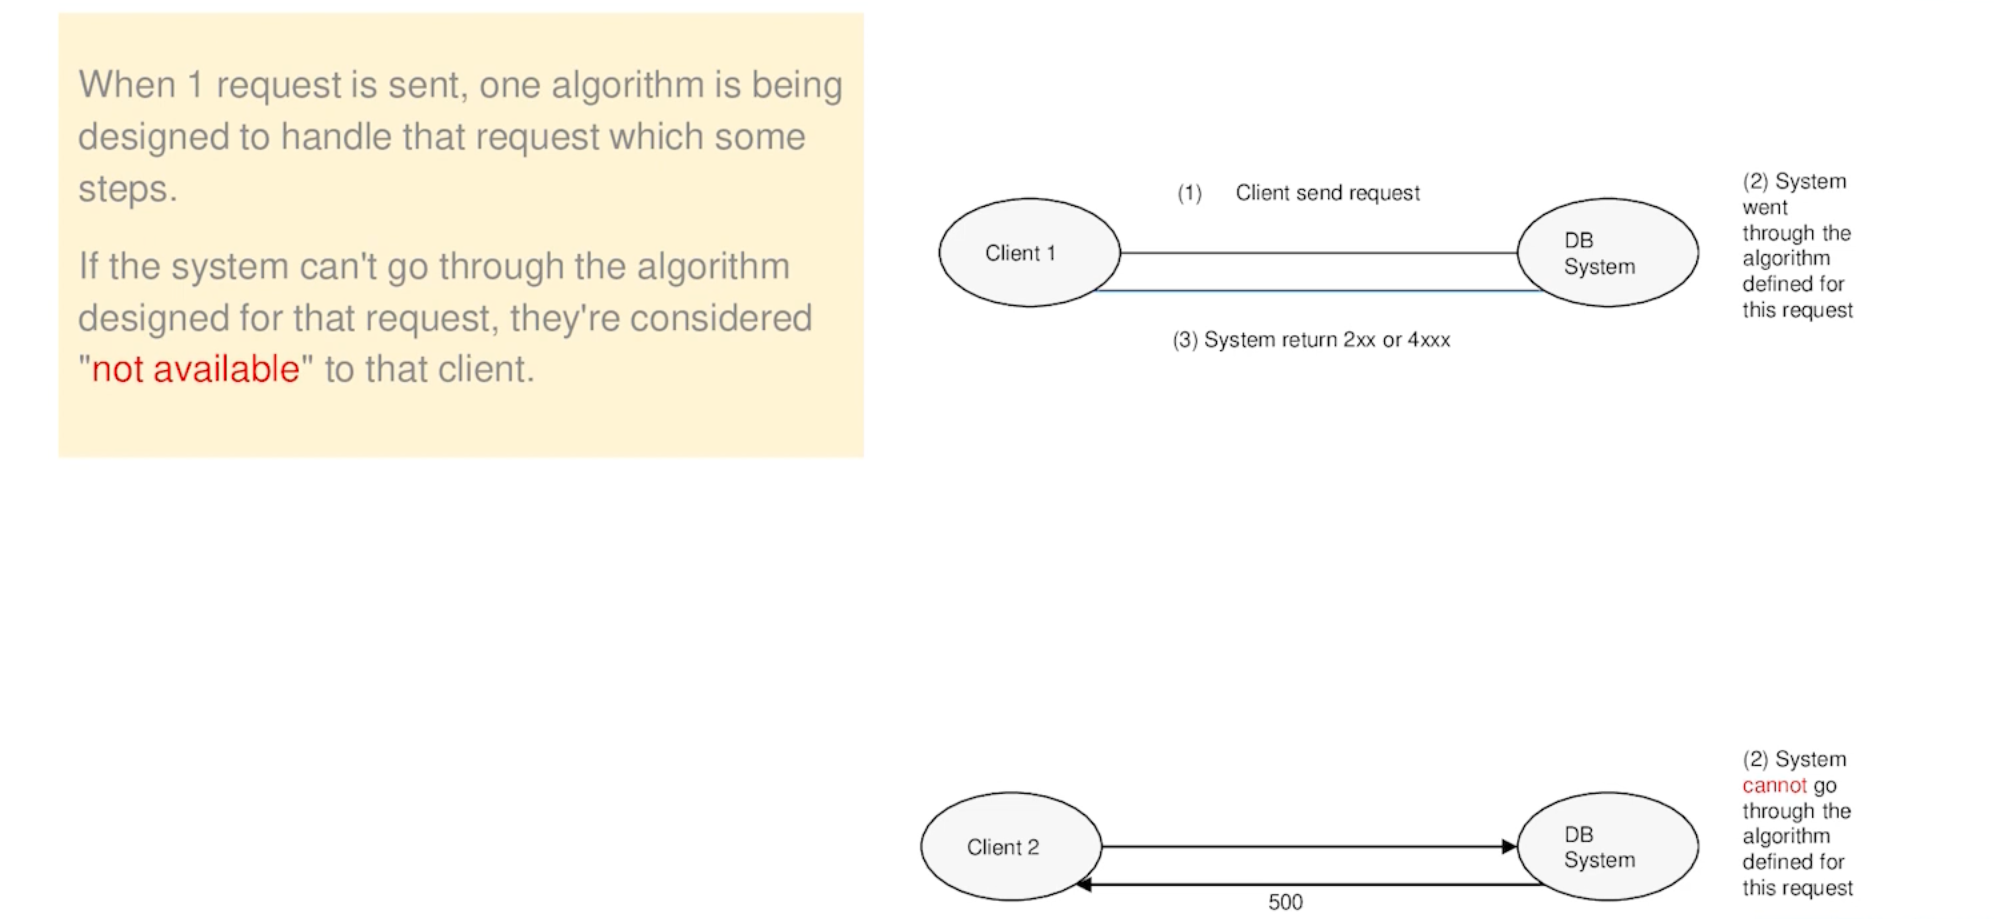 When 1 request is sent, one algorithm is being
designed to handle that request which some
steps.
If the system can't go through the algorithm
designed for that request, they're considered
"not available" to that client.
(1) Client send request
Client 1
DB
System
(2) System
went
through the
algorithm
defined for
this request
(3) System return 2xx or 4xxx
Client 2
DB
System
(2) System
cannot go
through the
algorithm
defined for
this request
500